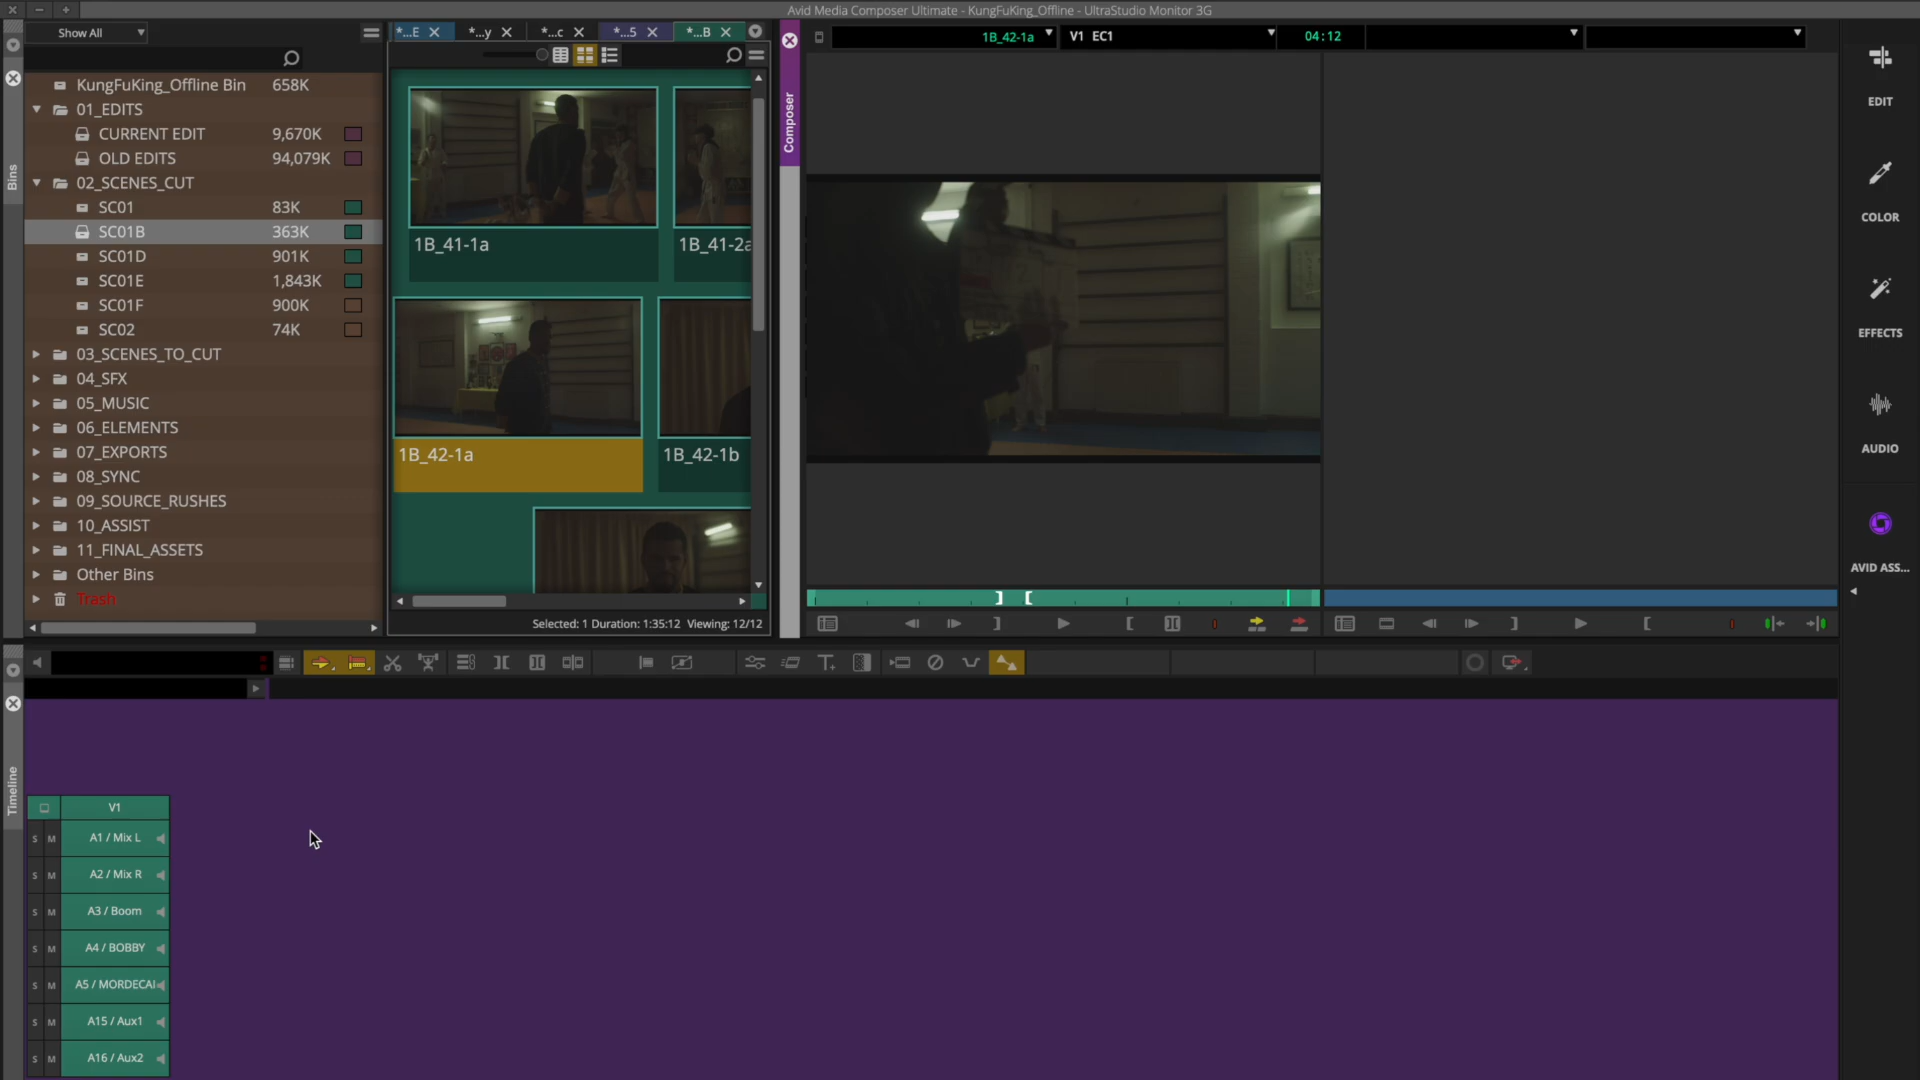 Avid Media Composer Ultimate - KungFuKing_Offline - UltraStudio Monitor 3G
Show All
*...E
*...y
*...c
*...5
*...B
1B_42-1a
V1 EC1
04:12
Bins
KungFuKing_Offline Bin 658K
01_EDITS
CURRENT EDIT 9,670K
OLD EDITS 94,079K
02_SCENES_CUT
SC01 83K
SC01B 363K
SC01D 901K
SC01E 1,843K
SC01F 900K
SC02 74K
03_SCENES_TO_CUT
04_SFX
05_MUSIC
06_ELEMENTS
07_EXPORTS
08_SYNC
09_SOURCE_RUSHES
10_ASSIST
11_FINAL_ASSETS
Other Bins
Trash
1B_41-1a
1B_41-2a
1B_42-1a
1B_42-1b
Selected: 1 Duration: 1:35:12 Viewing: 12/12
Composer
EDIT
COLOR
EFFECTS
AUDIO
AVID ASS...
Timeline
V1
S M A1 / Mix L
S M A2 / Mix R
S M A3 / Boom
S M A4 / BOBBY
S M A5 / MORDECAI
S M A15 / Aux1
S M A16 / Aux2